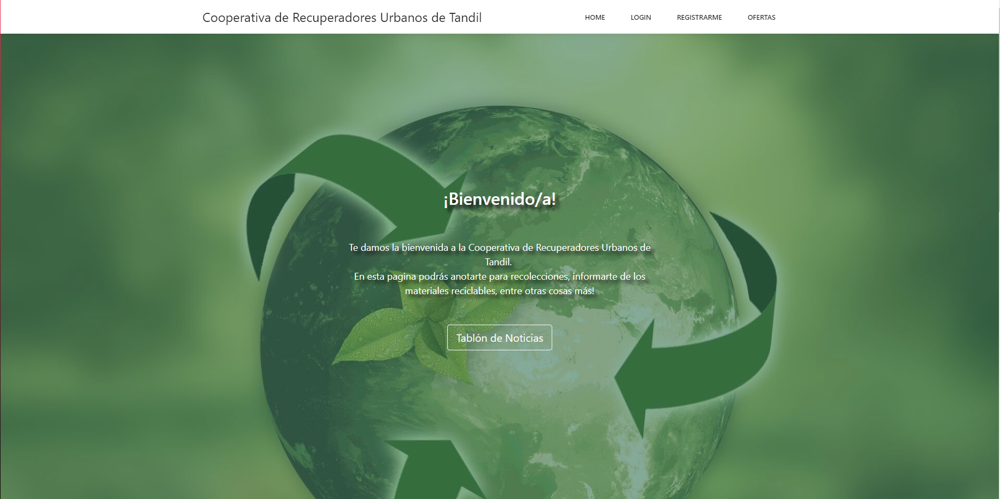 Cooperativa de Recuperadores Urbanos de Tandil
HOME LOGIN REGISTRARME OFERTAS
¡Bienvenido/a!
Te damos la bienvenida a la Cooperativa de Recuperadores Urbanos de
Tandil.
En esta pagina podrás anotarte para recolecciones, informarte de los
materiales reciclables, entre otras cosas más!
Tablón de Noticias